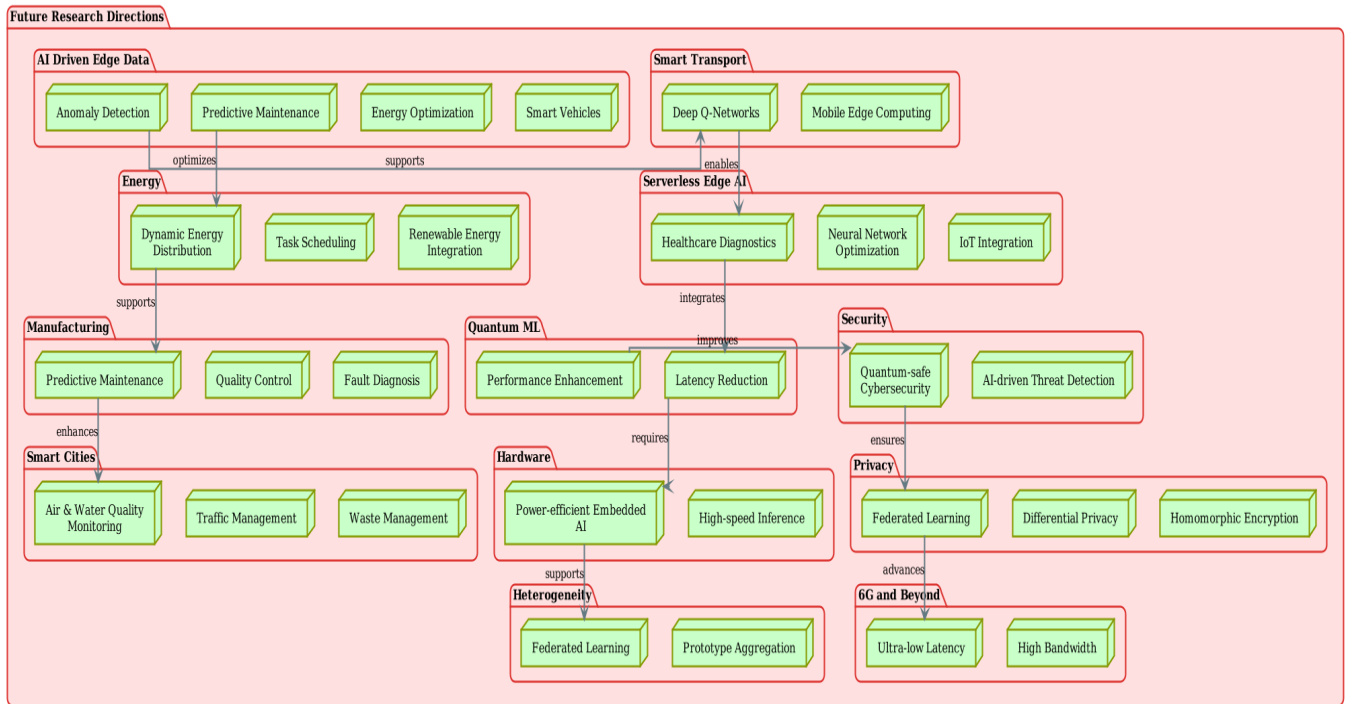 Future Research Directions
AI Driven Edge Data
Anomaly Detection
Predictive Maintenance
Energy Optimization
Smart Vehicles
Smart Transport
Deep Q-Networks
Mobile Edge Computing
optimizes
supports
enables
Energy
Dynamic Energy
Distribution
Task Scheduling
Renewable Energy
Integration
Serverless Edge AI
Healthcare Diagnostics
Neural Network
Optimization
IoT Integration
supports
integrates
Manufacturing
Predictive Maintenance
Quality Control
Fault Diagnosis
Quantum ML
improves
Performance Enhancement
Latency Reduction
Security
Quantum-safe
Cybersecurity
AI-driven Threat Detection
enhances
requires
ensures
Smart Cities
Air & Water Quality
Monitoring
Traffic Management
Waste Management
Hardware
Power-efficient Embedded
AI
High-speed Inference
Privacy
Federated Learning
Differential Privacy
Homomorphic Encryption
supports
advances
Heterogeneity
Federated Learning
Prototype Aggregation
6G and Beyond
Ultra-low Latency
High Bandwidth